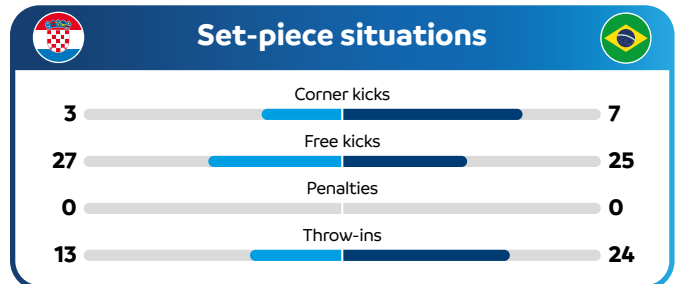 Set-piece situations
Corner kicks
3 7
Free kicks
27 25
Penalties
0 0
Throw-ins
13 24